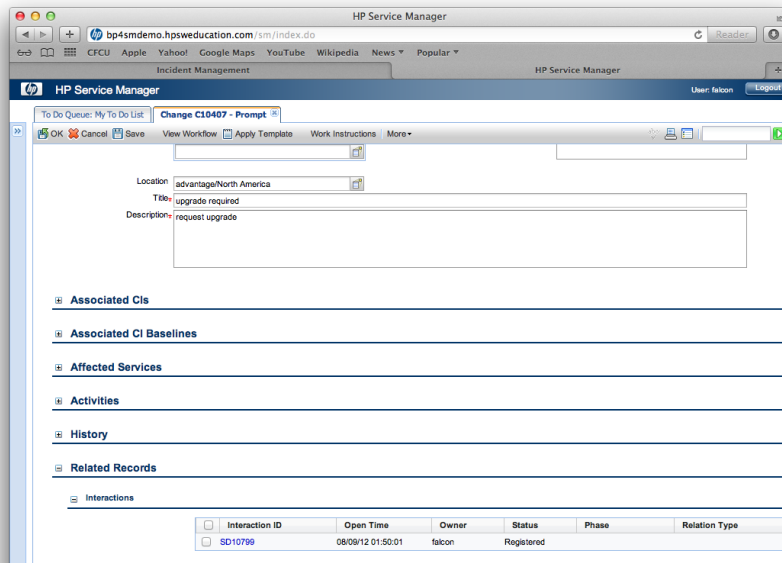 HP Service Manager
bp4smdemo.hpsweducation.com/sm/index.do
Reader
CFCU Apple Yahoo! Google Maps YouTube Wikipedia News Popular
Incident Management HP Service Manager
hp HP Service Manager User: falcon Logout
To Do Queue: My To Do List Change C10407 - Prompt
OK Cancel Save View Workflow Apply Template Work Instructions More
Location advantage/North America
Title upgrade required
Description request upgrade
Associated CIs
Associated CI Baselines
Affected Services
Activities
History
Related Records
Interactions
Interaction ID Open Time Owner Status Phase Relation Type
SD10799 08/09/12 01:50:01 falcon Registered